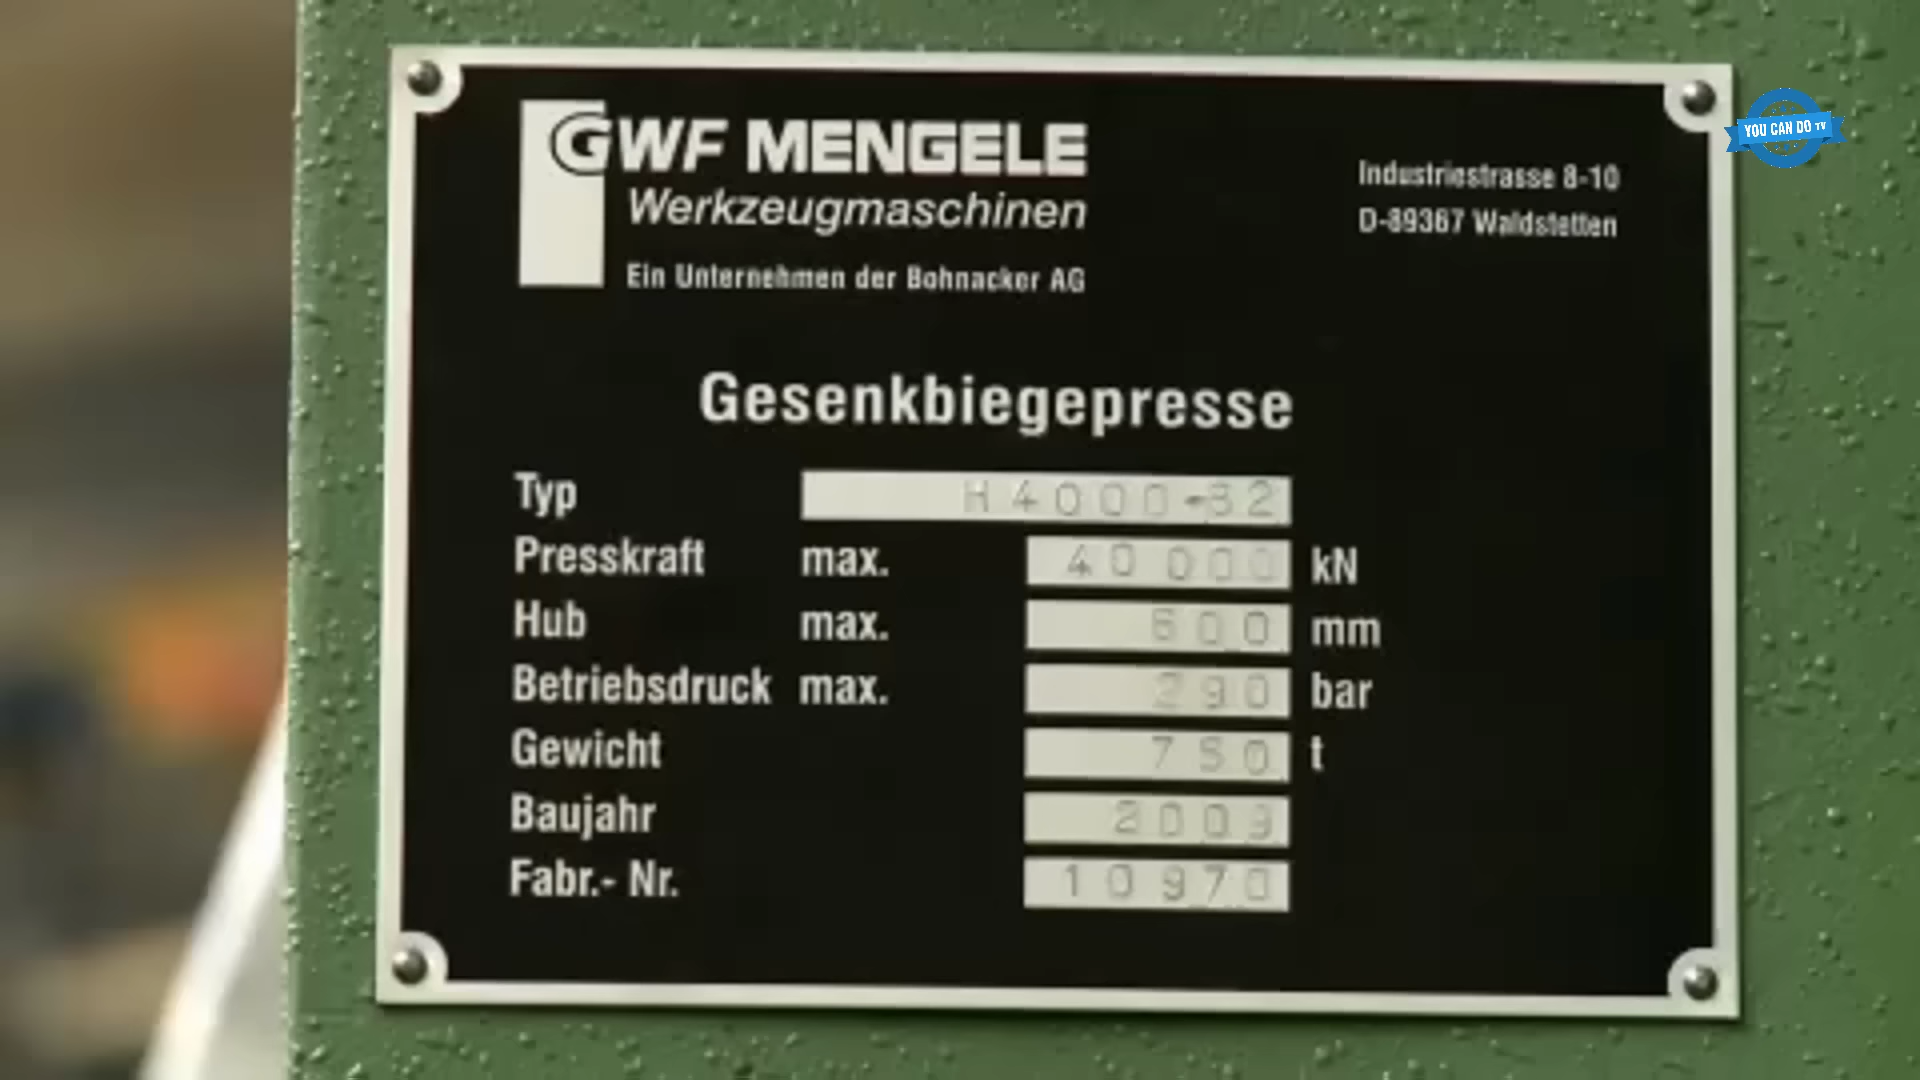 GWF MENGELE
Werkzeugmaschinen
Ein Unternehmen der Bohnacker AG
Industriestrasse 8-10
D-89367 Waldstetten
YOU CAN DO TV
Gesenkbiegepresse
Typ H4000-32
Presskraft max. 40 000 kN
Hub max. 600 mm
Betriebsdruck max. 290 bar
Gewicht 750 t
Baujahr 2009
Fabr.- Nr. 10970